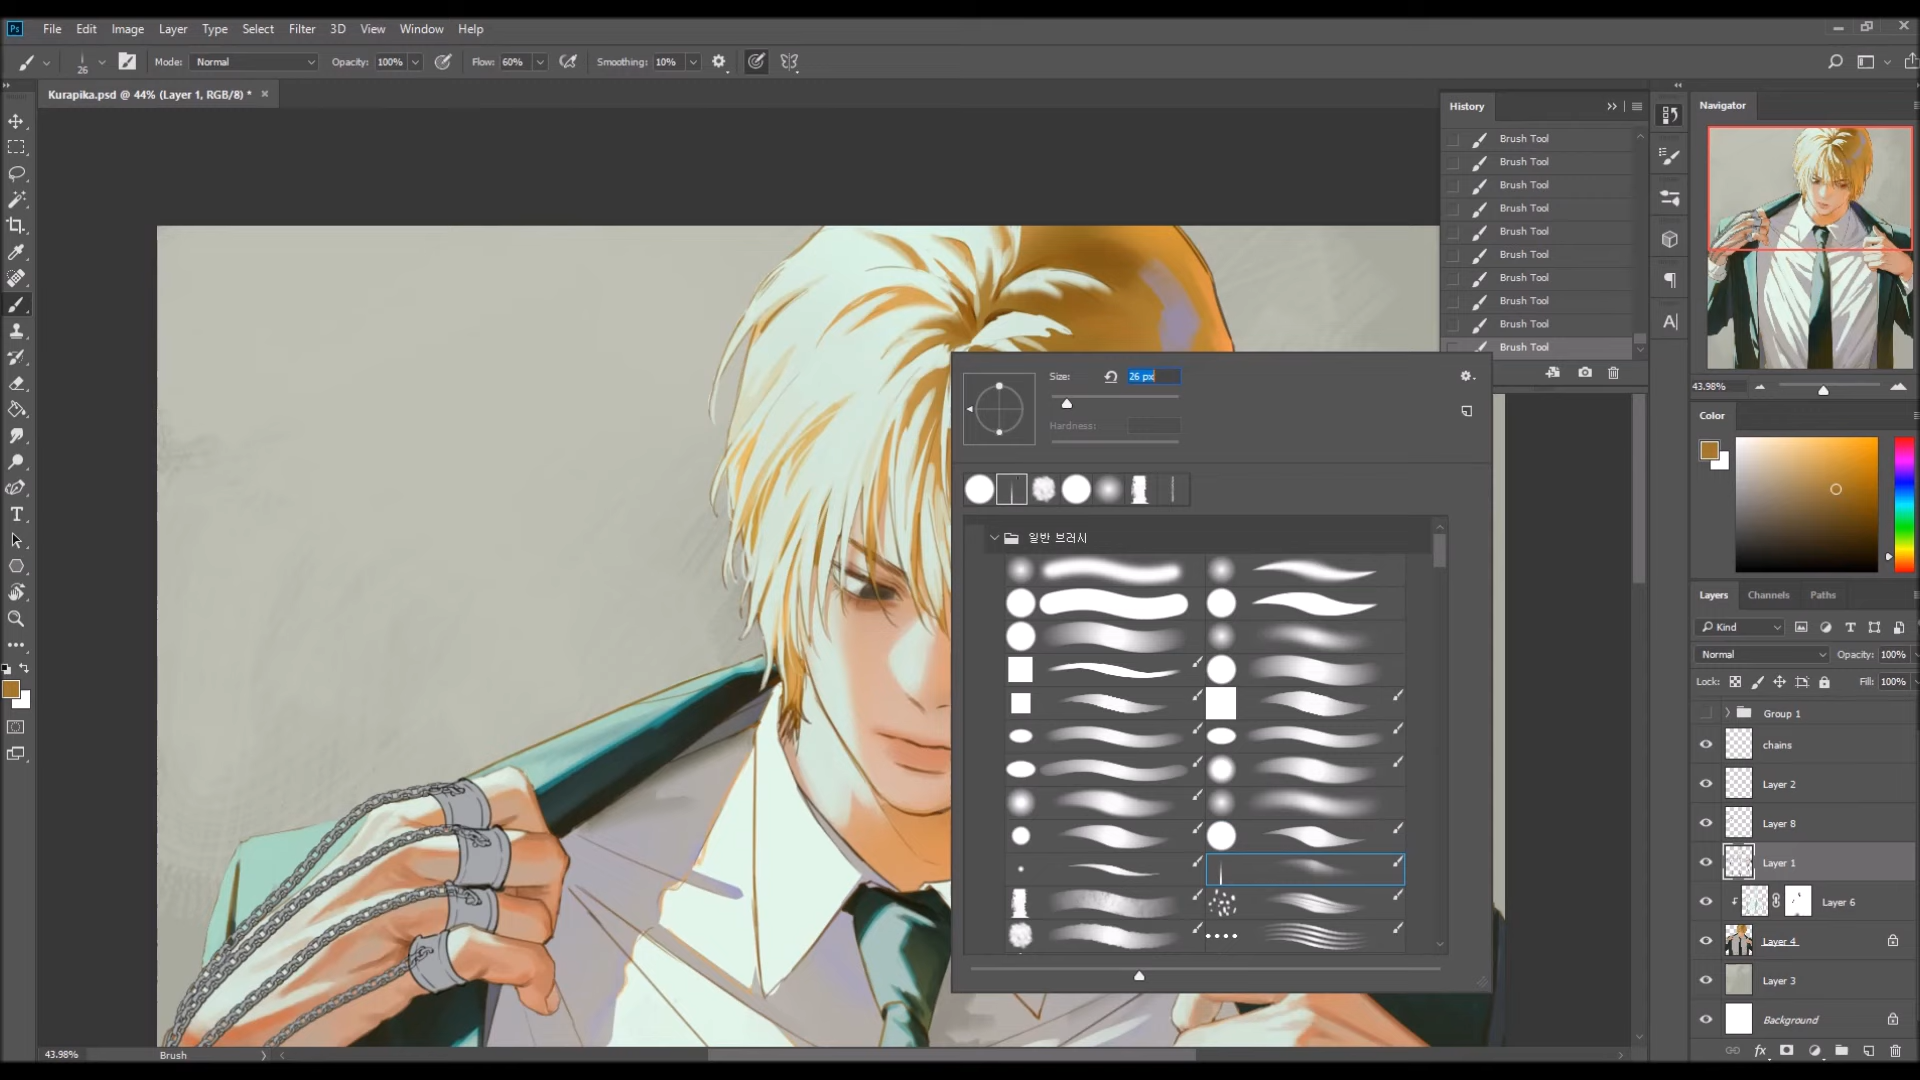 Ps File Edit Image Layer Type Select Filter 3D View Window Help
26 Mode: Normal Opacity: 100% Flow: 60% Smoothing: 10%
Kurapika.psd @ 44% (Layer 1, RGB/8) *
History
Brush Tool
Brush Tool
Brush Tool
Brush Tool
Brush Tool
Brush Tool
Brush Tool
Brush Tool
Brush Tool
Brush Tool
Size: 26 px
Hardness:
일반 브러시
Navigator
43.98%
Color
Layers Channels Paths
Kind
Normal Opacity: 100%
Lock: Fill: 100%
Group 1
chains
Layer 2
Layer 8
Layer 1
Layer 6
Layer 4
Layer 3
Background
fx
43.98% Brush